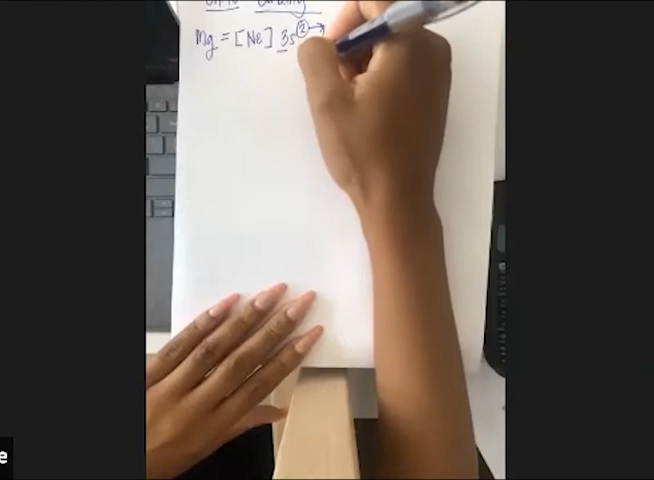 Mg = [Ne] 3s②→
e